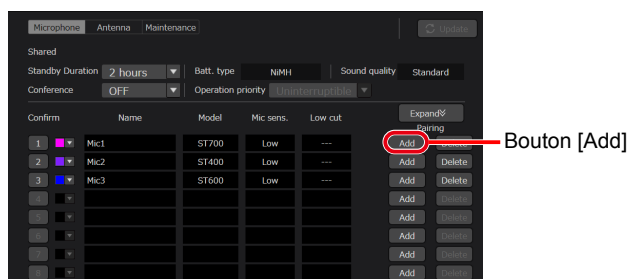 Microphone Antenna Maintenance Update
Shared
Standby Duration 2 hours Batt. type NiMH Sound quality Standard
Conference OFF Operation priority Uninterruptible
Confirm Name Model Mic sens. Low cut Expand
Pairing
1 Mic1 ST700 Low --- Add Delete
Bouton [Add]
2 Mic2 ST400 Low --- Add Delete
3 Mic3 ST600 Low --- Add Delete
4 Add Delete
5 Add Delete
6 Add Delete
7 Add Delete
8 Add Delete